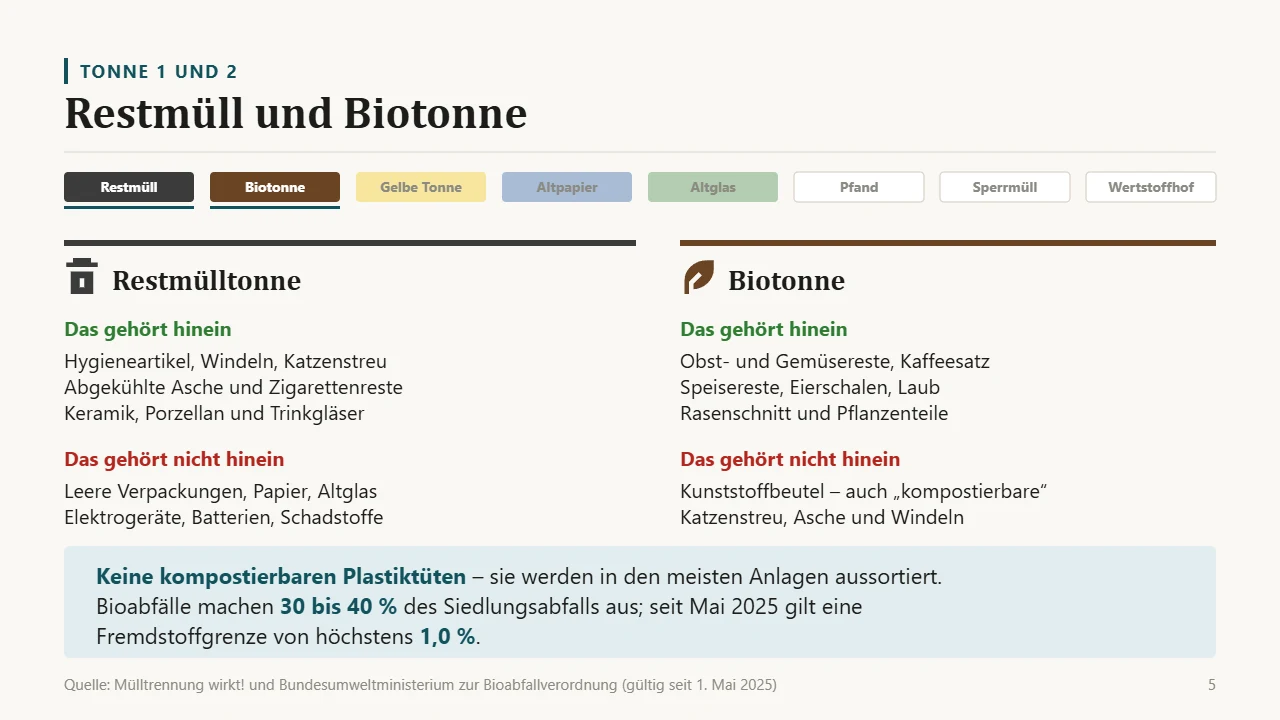 TONNE 1 UND 2
Restmüll und Biotonne
Restmüll
Biotonne
Gelbe Tonne
Altpapier
Altglas
Pfand
Sperrmüll
Wertstoffhof
Restmülltonne
Das gehört hinein
Hygieneartikel, Windeln, Katzenstreu
Abgekühlte Asche und Zigarettenreste
Keramik, Porzellan und Trinkgläser
Das gehört nicht hinein
Leere Verpackungen, Papier, Altglas
Elektrogeräte, Batterien, Schadstoffe
Biotonne
Das gehört hinein
Obst- und Gemüsereste, Kaffeesatz
Speisereste, Eierschalen, Laub
Rasenschnitt und Pflanzenteile
Das gehört nicht hinein
Kunststoffbeutel – auch „kompostierbare“
Katzenstreu, Asche und Windeln
Keine kompostierbaren Plastiktüten – sie werden in den meisten Anlagen aussortiert.
Bioabfälle machen 30 bis 40 % des Siedlungsabfalls aus; seit Mai 2025 gilt eine
Fremdstoffgrenze von höchstens 1,0 %.
Quelle: Mülltrennung wirkt! und Bundesumweltministerium zur Bioabfallverordnung (gültig seit 1. Mai 2025)
5